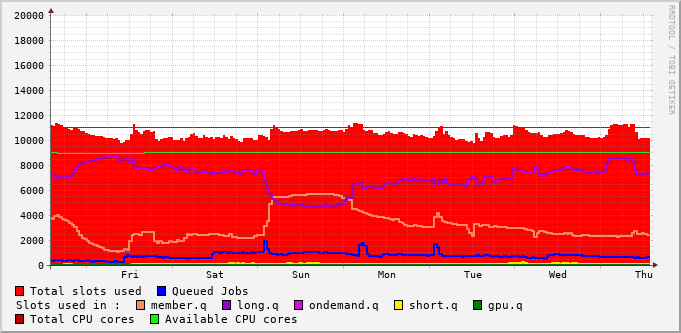 20000
18000
16000
14000
12000
10000
8000
6000
4000
2000
0
Fri Sat Sun Mon Tue Wed Thu
RRDTOOL / TOBI OETIKER
Total slots used Queued Jobs
Slots used in : member.q long.q ondemand.q short.q gpu.q
Total CPU cores Available CPU cores